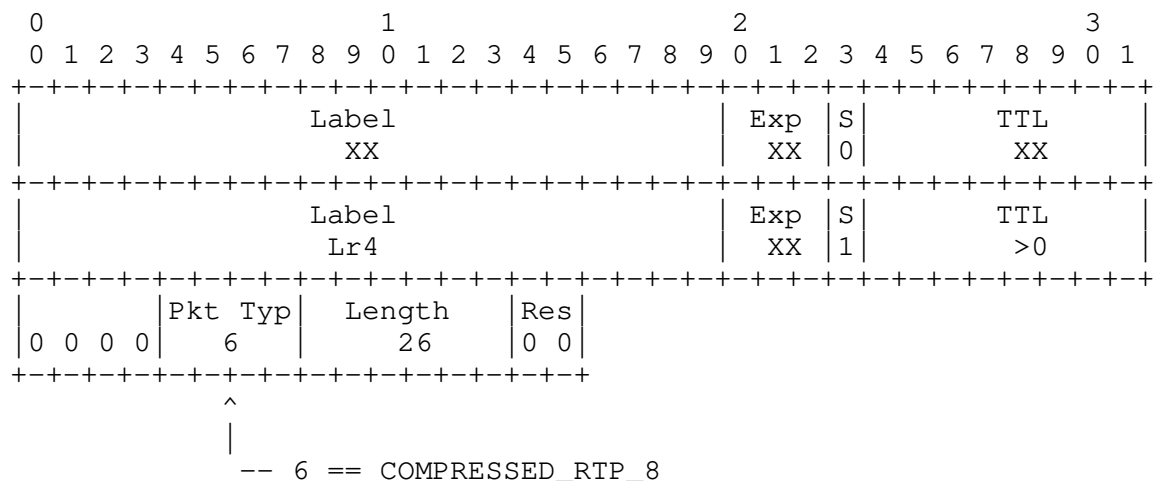 0                   1                   2                   3
 0 1 2 3 4 5 6 7 8 9 0 1 2 3 4 5 6 7 8 9 0 1 2 3 4 5 6 7 8 9 0 1
+-+-+-+-+-+-+-+-+-+-+-+-+-+-+-+-+-+-+-+-+-+-+-+-+-+-+-+-+-+-+-+-+
|                Label                  | Exp |S|       TTL     |
|                  XX                   |  XX |0|        XX     |
+-+-+-+-+-+-+-+-+-+-+-+-+-+-+-+-+-+-+-+-+-+-+-+-+-+-+-+-+-+-+-+-+
|                Label                  | Exp |S|       TTL     |
|                 Lr4                   |  XX |1|        >0     |
+-+-+-+-+-+-+-+-+-+-+-+-+-+-+-+-+-+-+-+-+-+-+-+-+-+-+-+-+-+-+-+-+
|       |Pkt Typ|  Length   |Res|
|0 0 0 0|   6   |     26    |0 0|
+-+-+-+-+-+-+-+-+-+-+-+-+-+-+-+-+
            ^
            |
             -- 6 == COMPRESSED_RTP_8